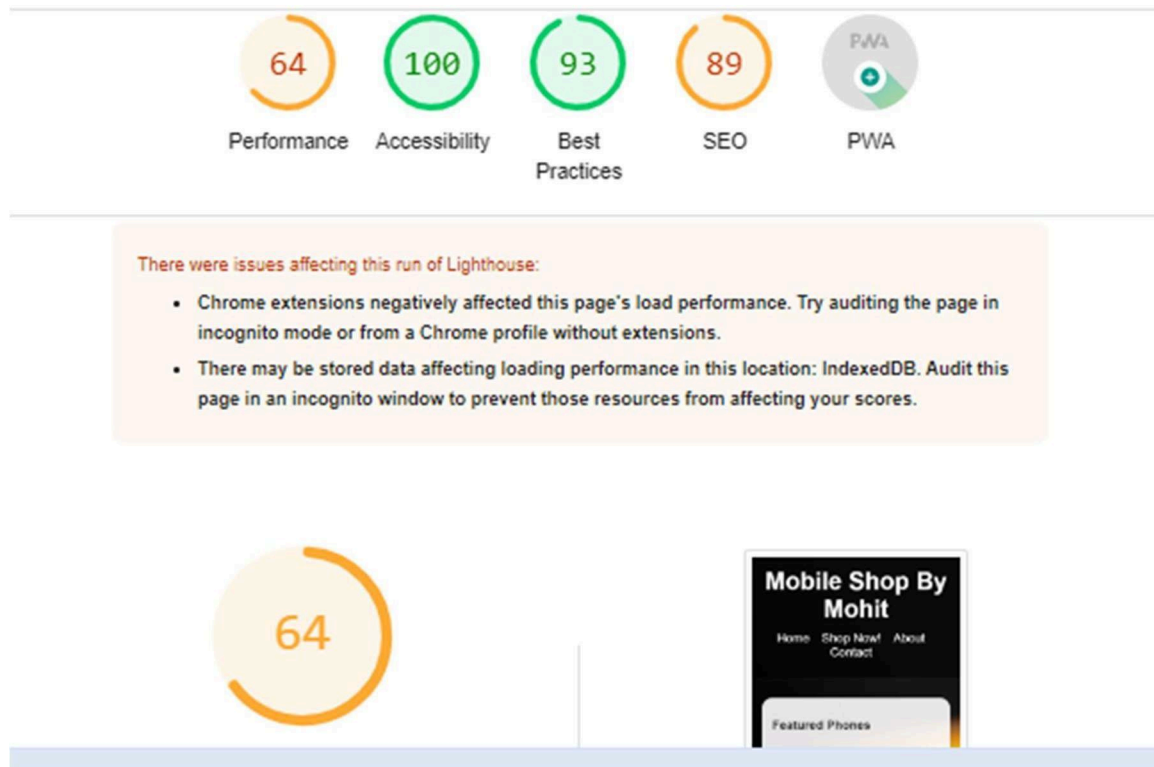 64 100 93 89 PWA
Performance Accessibility Best Practices SEO PWA
There were issues affecting this run of Lighthouse:
• Chrome extensions negatively affected this page's load performance. Try auditing the page in
incognito mode or from a Chrome profile without extensions.
• There may be stored data affecting loading performance in this location: IndexedDB. Audit this
page in an incognito window to prevent those resources from affecting your scores.
64
Mobile Shop By
Mohit
Home Shop Now! About
Contact
Featured Phones